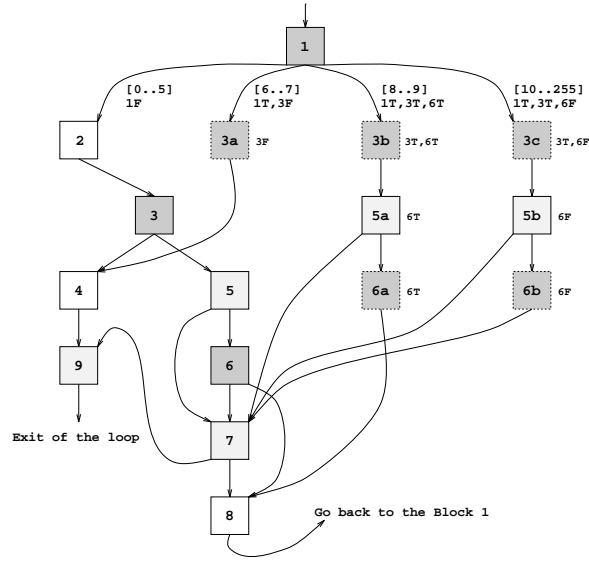 1
[0..5]
1F
[6..7]
1T,3F
[8..9]
1T,3T,6T
[10..255]
1T,3T,6F
2
3a
3F
3b
3T,6T
3c
3T,6F
3
5a
6T
5b
6F
4
5
6a
6T
6b
6F
9
6
Exit of the loop
7
8
Go back to the Block 1